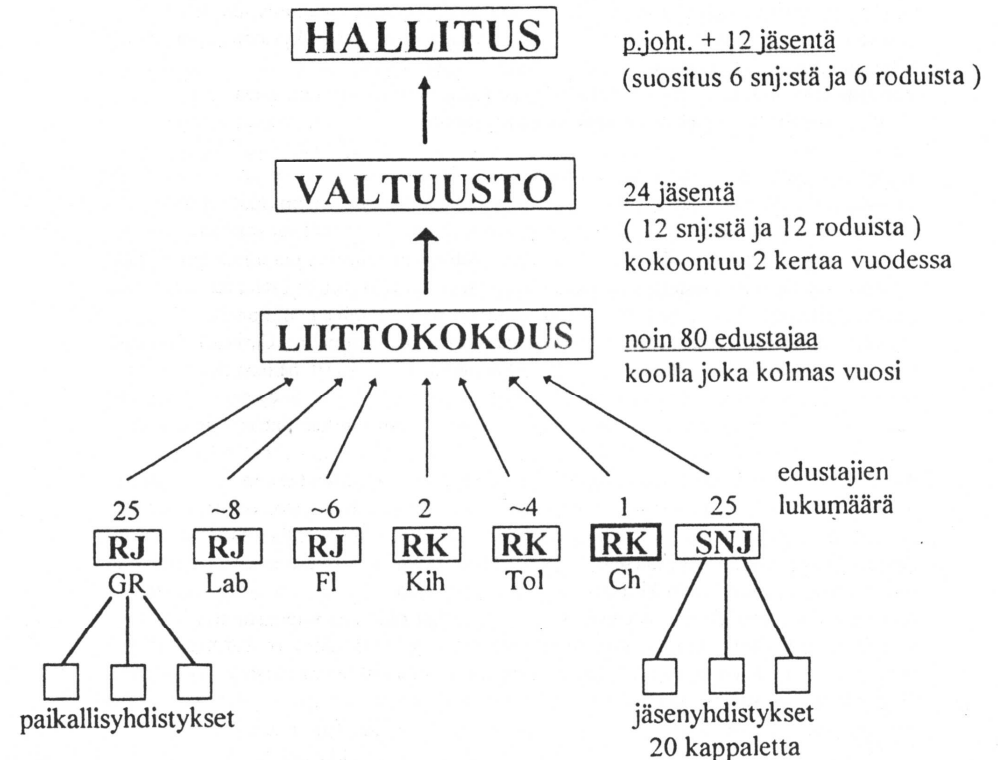 HALLITUS
p.joht. + 12 jäsentä
(suositus 6 snj:stä ja 6 roduista )
VALTUUSTO
24 jäsentä
( 12 snj:stä ja 12 roduista )
kokoontuu 2 kertaa vuodessa
LIITTOKOKOUS
noin 80 edustajaa
koolla joka kolmas vuosi
edustajien
lukumäärä
25 ~8 ~6 2 ~4 1 25
RJ RJ RJ RK RK RK SNJ
GR Lab Fl Kih Tol Ch
paikallisyhdistykset
jäsenyhdistykset
20 kappaletta